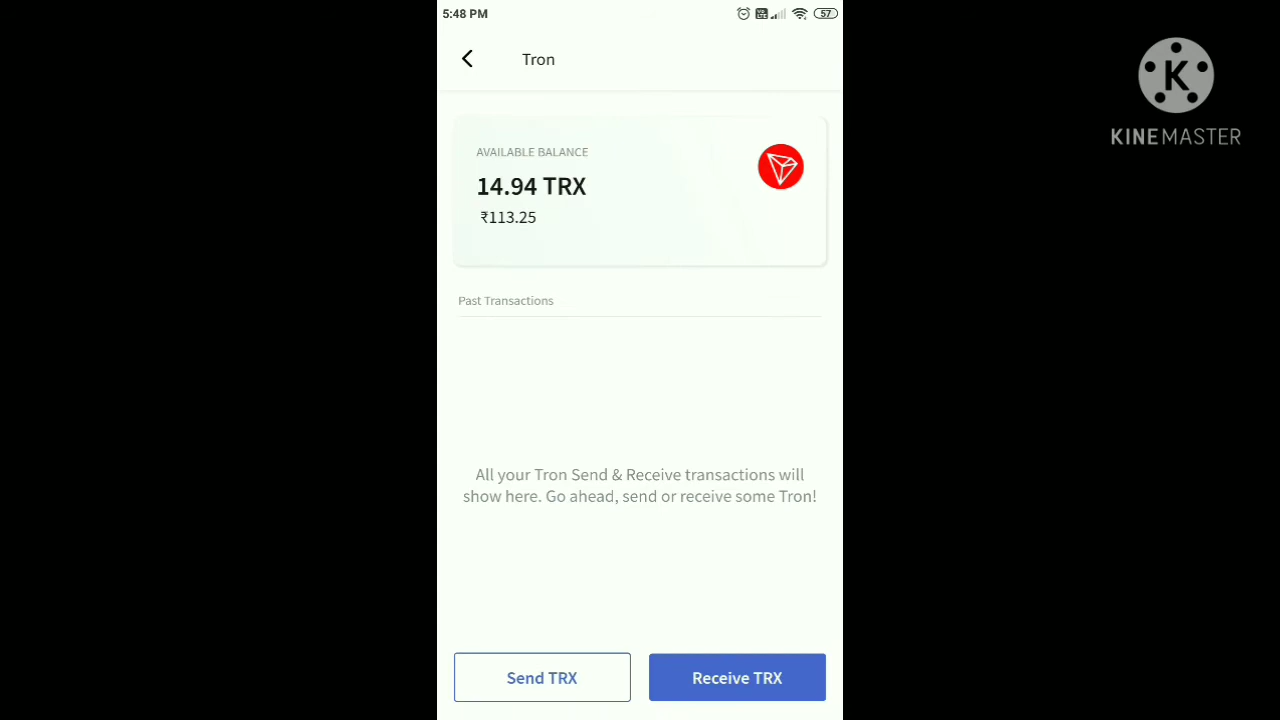 5:48 PM
57
Tron
K
KINEMASTER
AVAILABLE BALANCE
14.94 TRX
₹113.25
Past Transactions
All your Tron Send & Receive transactions will
show here. Go ahead, send or receive some Tron!
Send TRX
Receive TRX